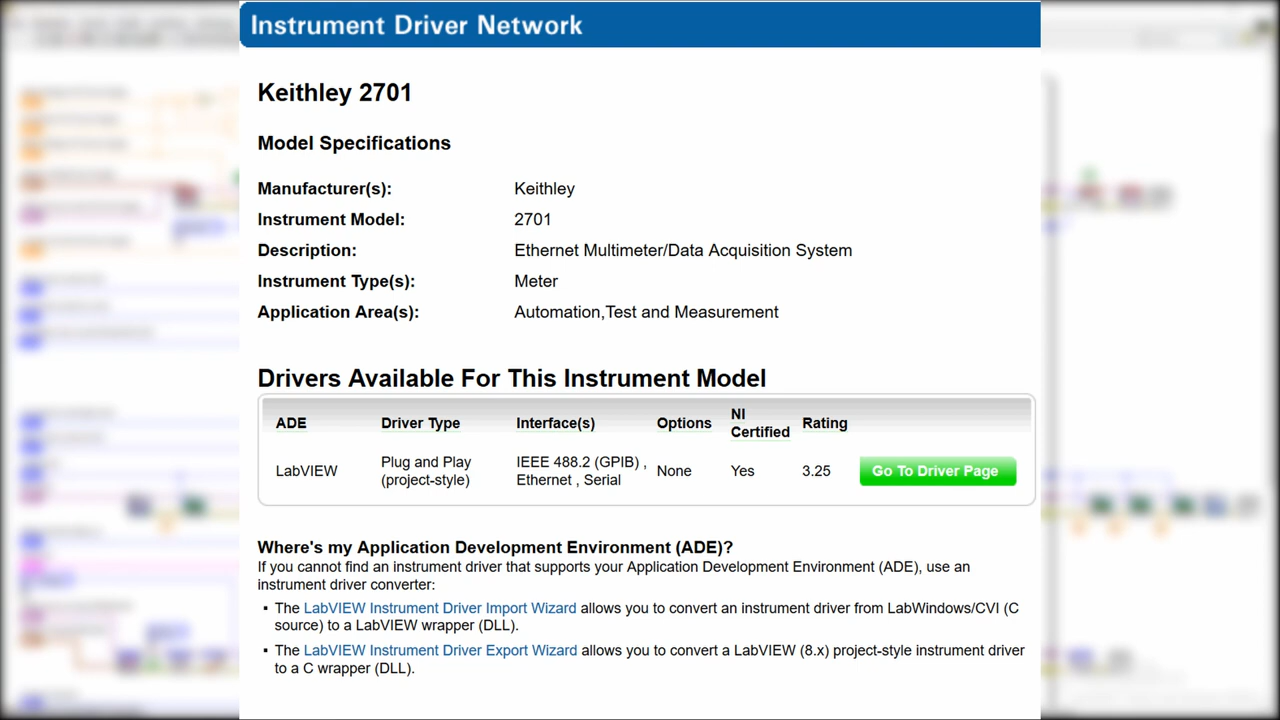 Instrument Driver Network
Keithley 2701
Model Specifications
Manufacturer(s): Keithley
Instrument Model: 2701
Description: Ethernet Multimeter/Data Acquisition System
Instrument Type(s): Meter
Application Area(s): Automation,Test and Measurement
Drivers Available For This Instrument Model
ADE Driver Type Interface(s) Options NI Certified Rating
LabVIEW Plug and Play (project-style) IEEE 488.2 (GPIB) , Ethernet , Serial None Yes 3.25 Go To Driver Page
Where's my Application Development Environment (ADE)?
If you cannot find an instrument driver that supports your Application Development Environment (ADE), use an
instrument driver converter:
▪ The LabVIEW Instrument Driver Import Wizard allows you to convert an instrument driver from LabWindows/CVI (C
source) to a LabVIEW wrapper (DLL).
▪ The LabVIEW Instrument Driver Export Wizard allows you to convert a LabVIEW (8.x) project-style instrument driver
to a C wrapper (DLL).